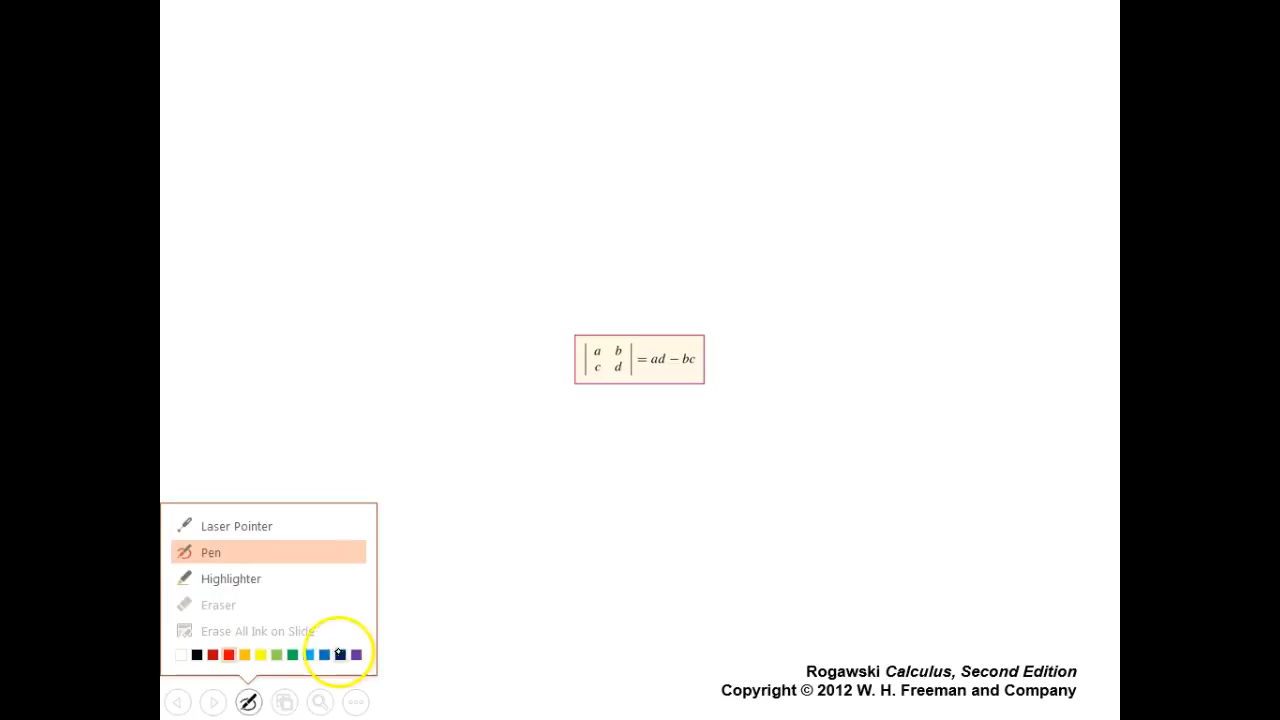 | a b | = ad − bc
| c d |
Laser Pointer
Pen
Highlighter
Eraser
Erase All Ink on Slide
Rogawski Calculus, Second Edition
Copyright © 2012 W. H. Freeman and Company